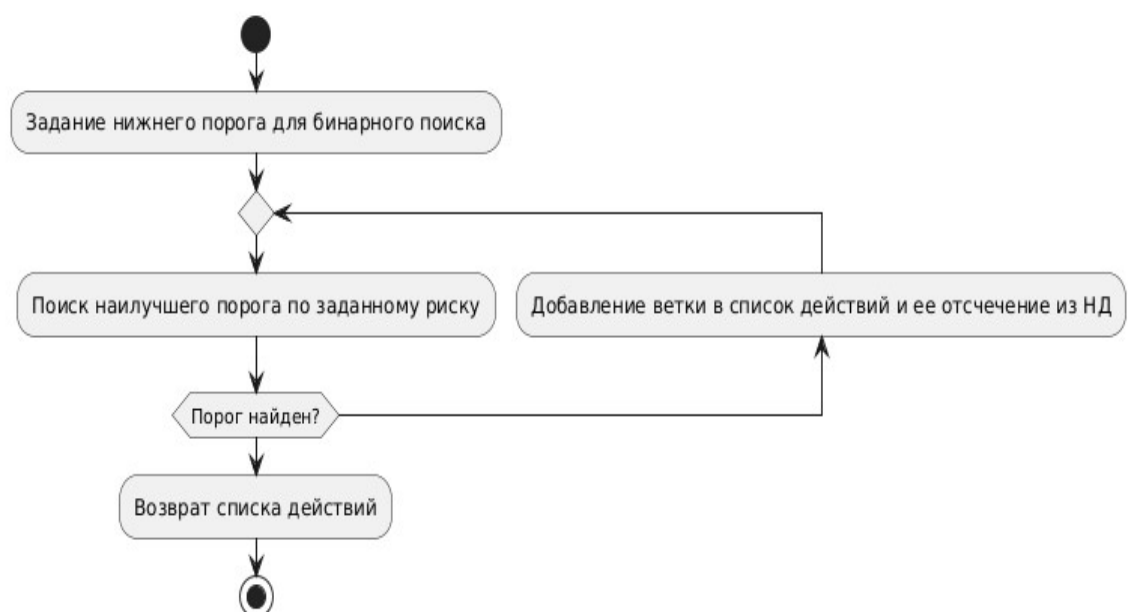 Задание нижнего порога для бинарного поиска
Поиск наилучшего порога по заданному риску
Добавление ветки в список действий и ее отсчечение из НД
Порог найден?
Возврат списка действий